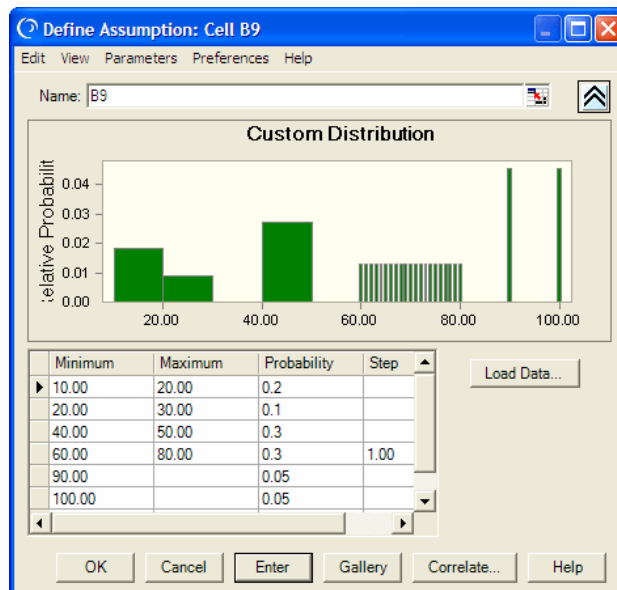 Define Assumption: Cell B9
Edit View Parameters Preferences Help
Name: B9
Custom Distribution
Relative Probabilit
0.04
0.03
0.02
0.01
0.00
20.00 40.00 60.00 80.00 100.00
Minimum Maximum Probability Step
10.00 20.00 0.2
20.00 30.00 0.1
40.00 50.00 0.3
60.00 80.00 0.3 1.00
90.00 0.05
100.00 0.05
Load Data...
OK Cancel Enter Gallery Correlate... Help